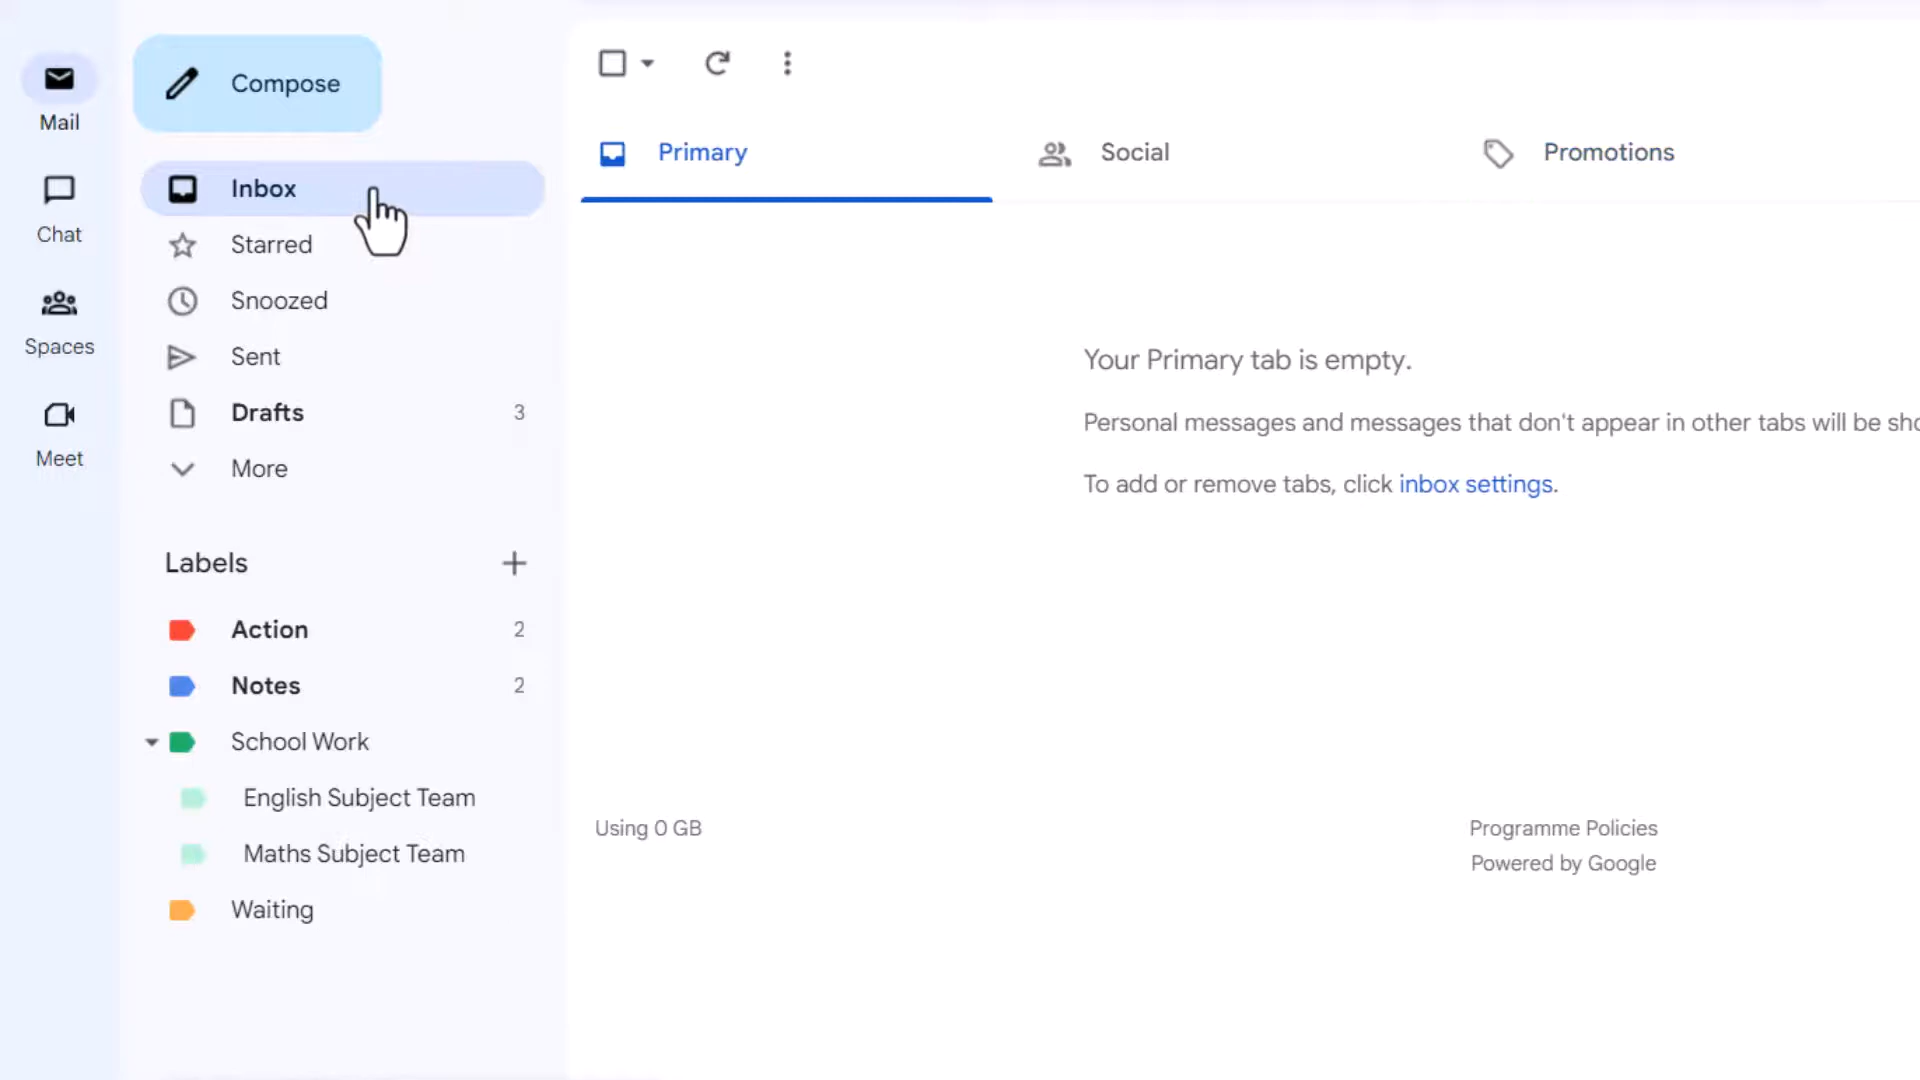 Mail
Chat
Spaces
Meet
Compose
Inbox
Starred
Snoozed
Sent
Drafts 3
More
Labels
Action 2
Notes 2
School Work
English Subject Team
Maths Subject Team
Waiting
Primary Social Promotions
Your Primary tab is empty.
Personal messages and messages that don't appear in other tabs will be
To add or remove tabs, click inbox settings.
Using 0 GB
Programme Policies
Powered by Google